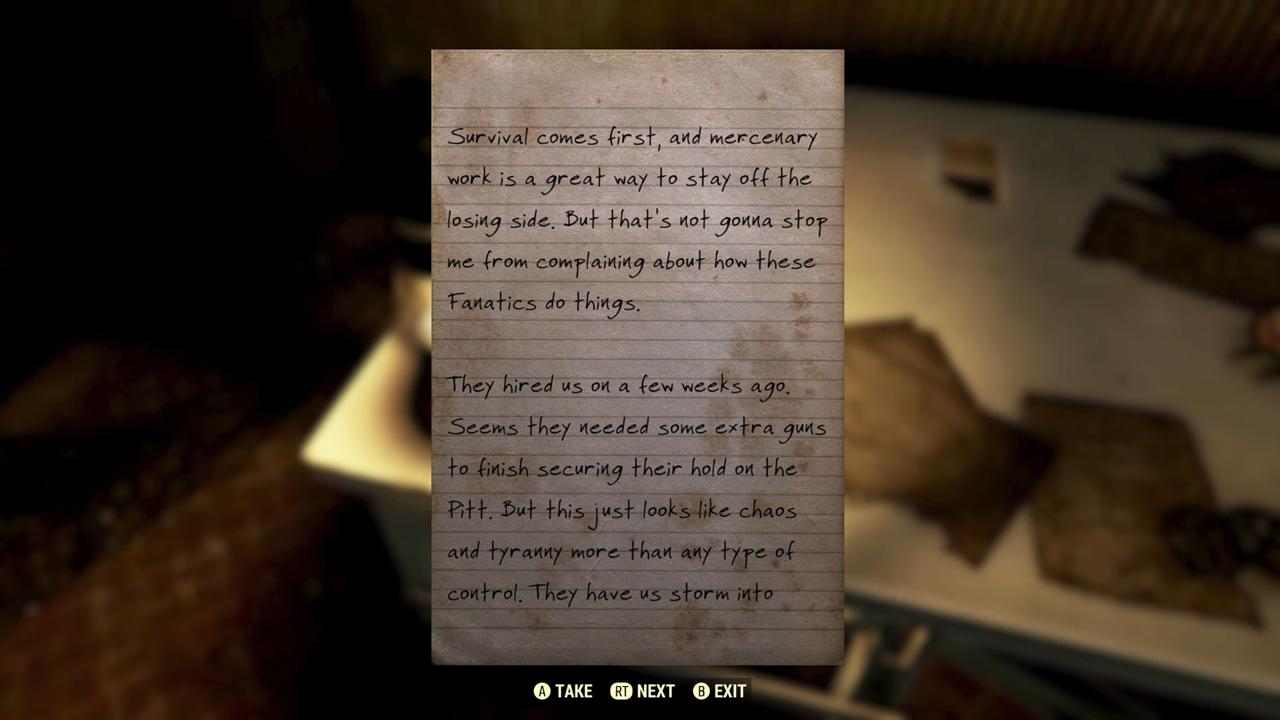 Survival comes first, and mercenary
work is a great way to stay off the
losing side. But that's not gonna stop
me from complaining about how these
Fanatics do things.
They hired us on a few weeks ago.
Seems they needed some extra guns
to finish securing their hold on the
Pitt. But this just looks like chaos
and tyranny more than any type of
control. They have us storm into
A TAKE RT NEXT B EXIT